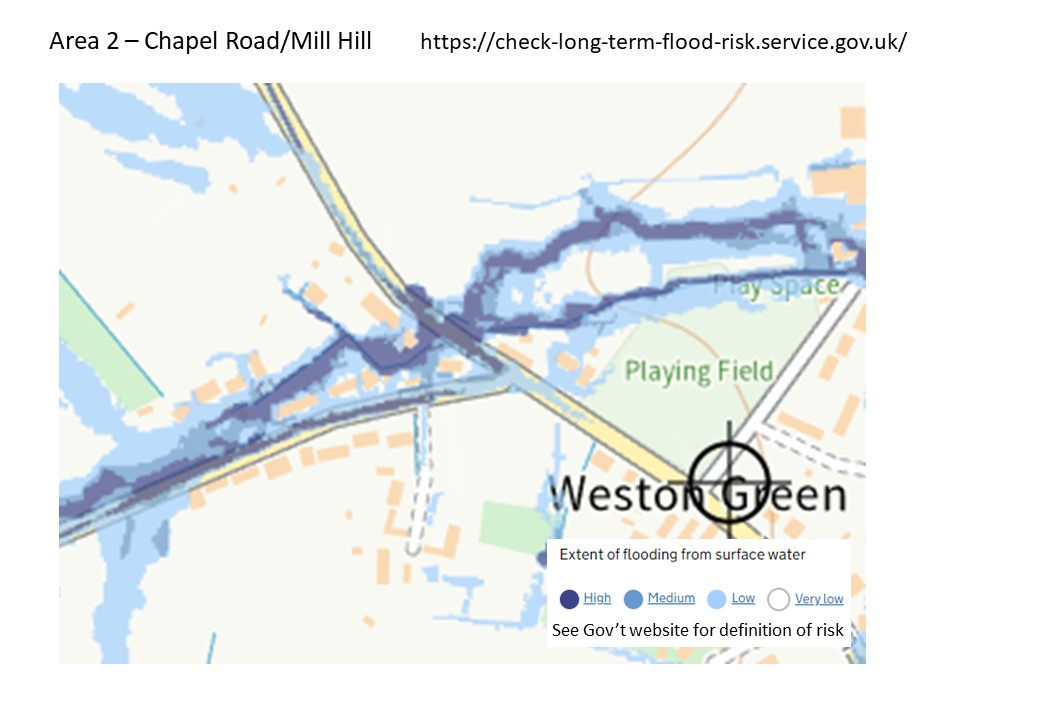 Area 2 – Chapel Road/Mill Hill
https://check-long-term-flood-risk.service.gov.uk/
Play Space
Playing Field
Weston Green
Extent of flooding from surface water
High Medium Low Very low
See Gov’t website for definition of risk